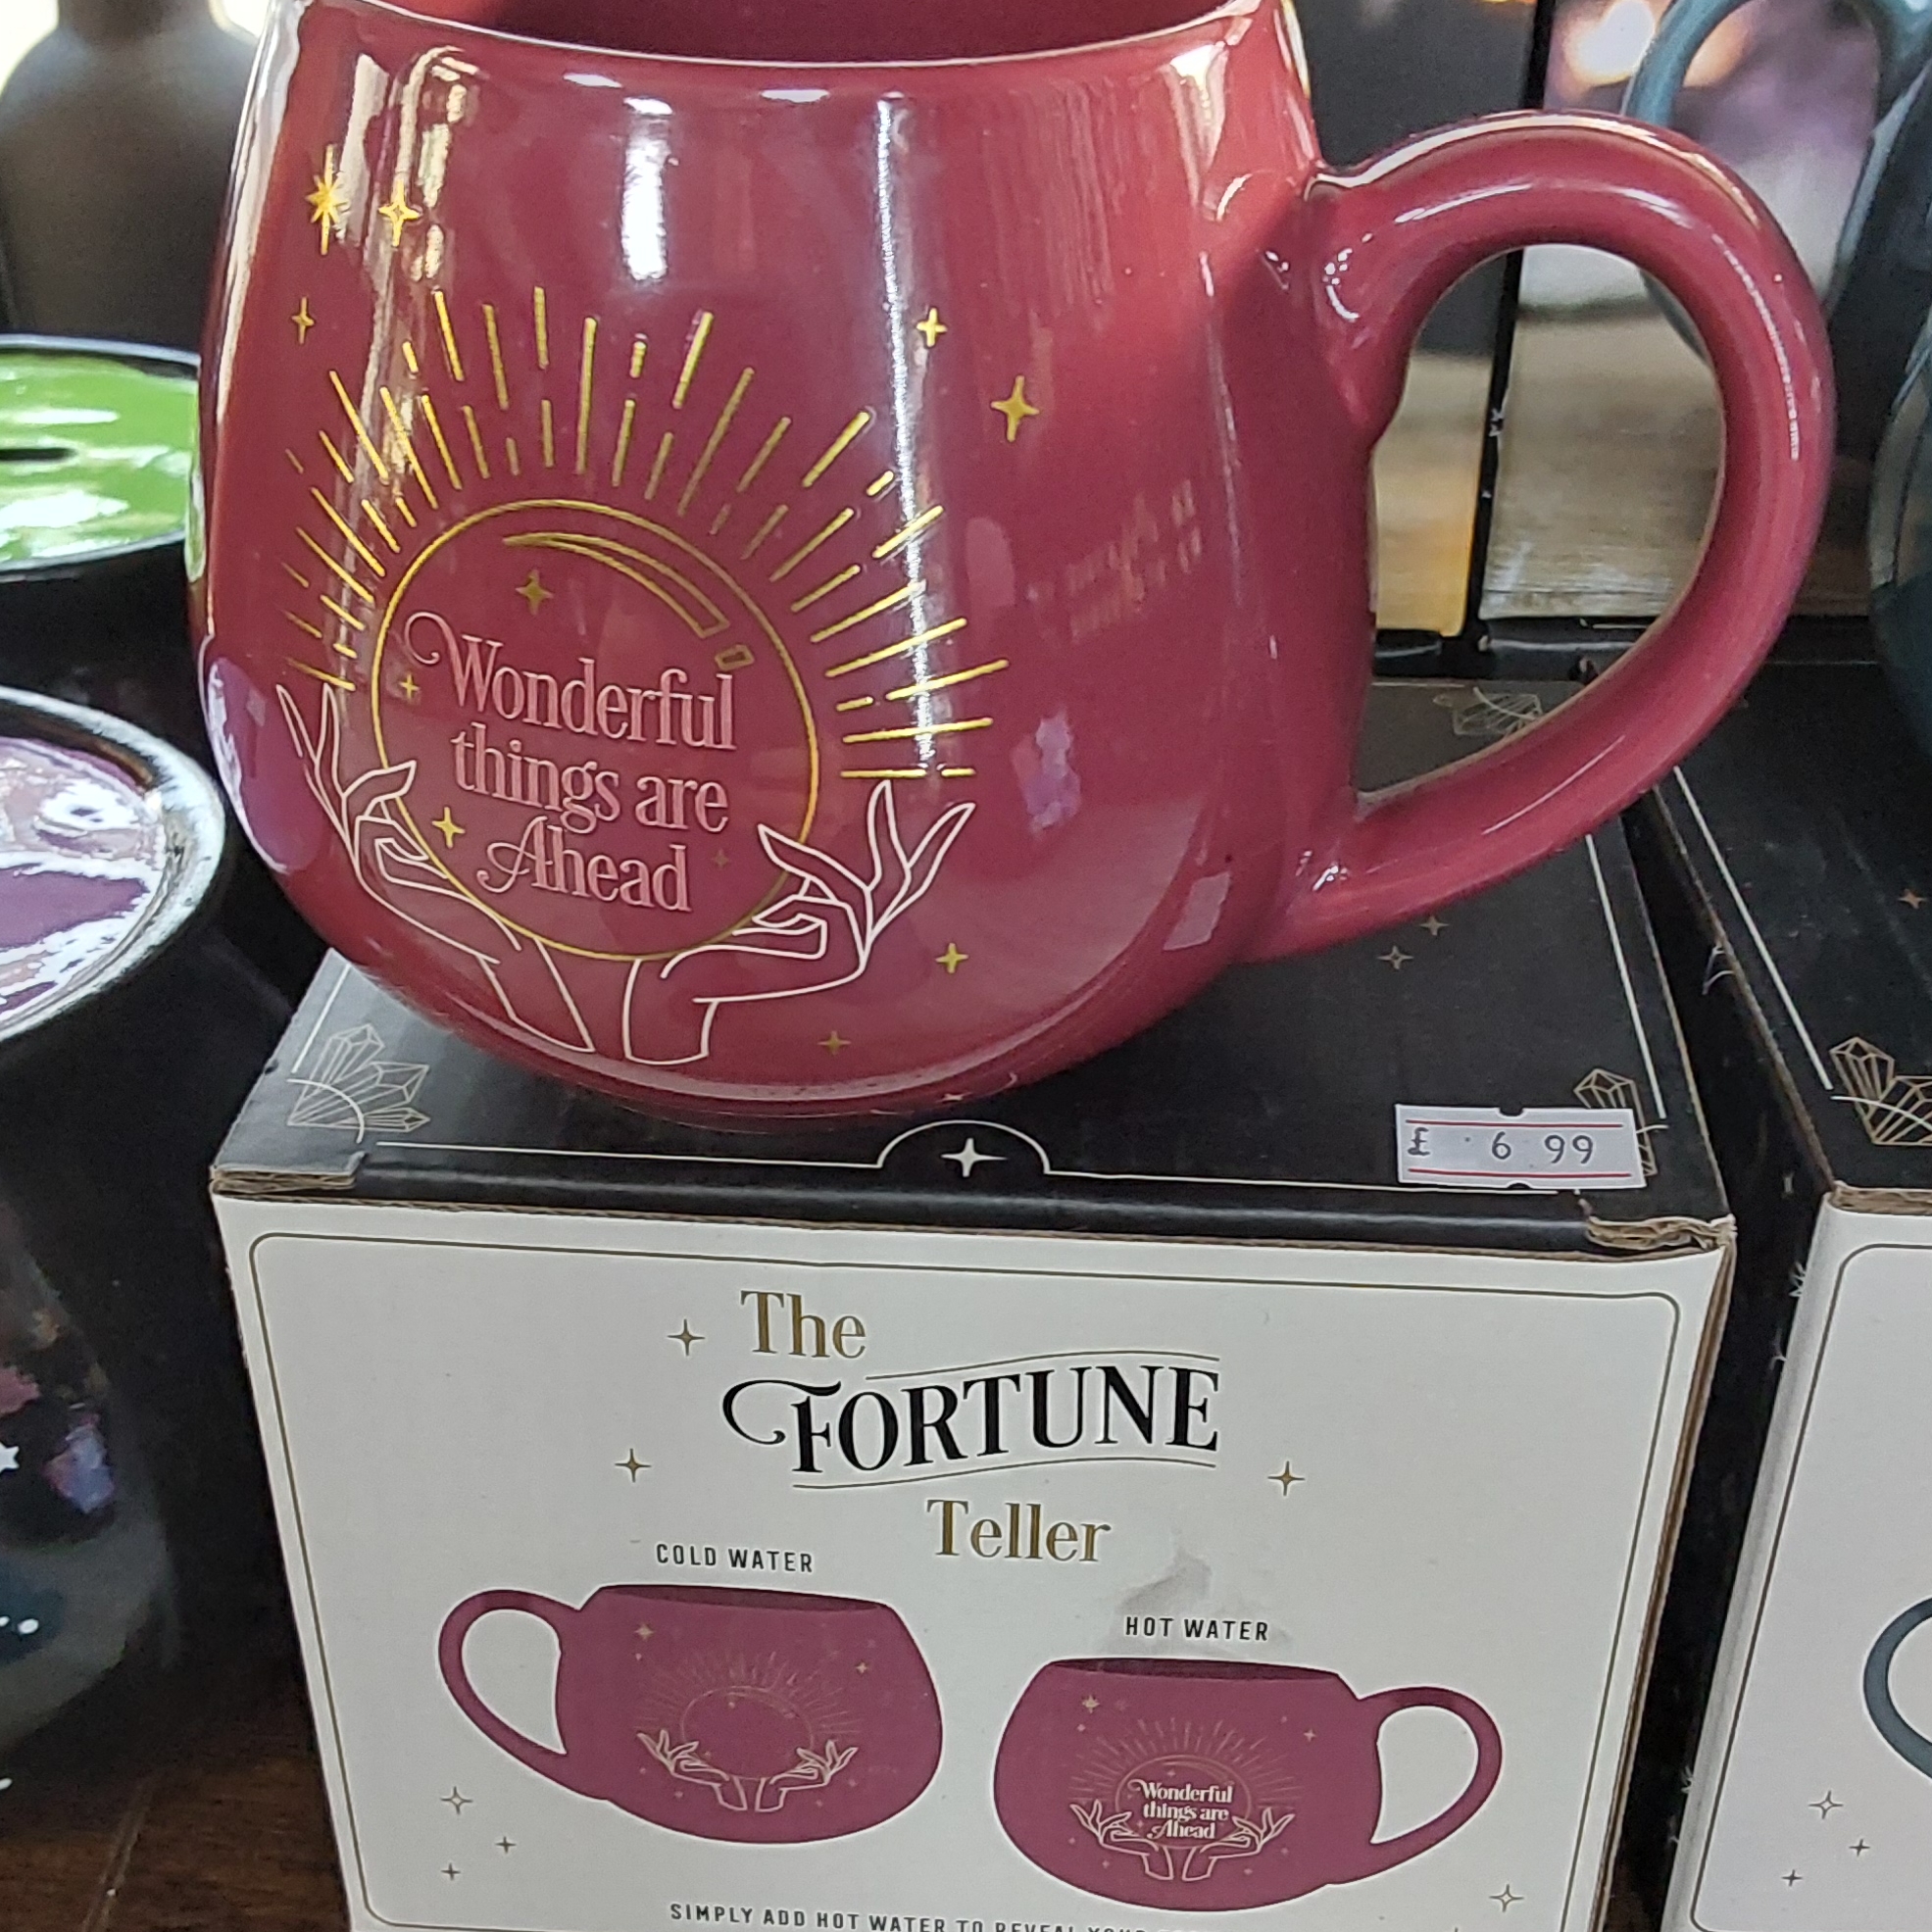 Wonderful
things are
Ahead
£ 6 99
The
FORTUNE
Teller
COLD WATER
HOT WATER
Wonderful
things are
Ahead
SIMPLY ADD HOT WATER TO REVEAL YOUR